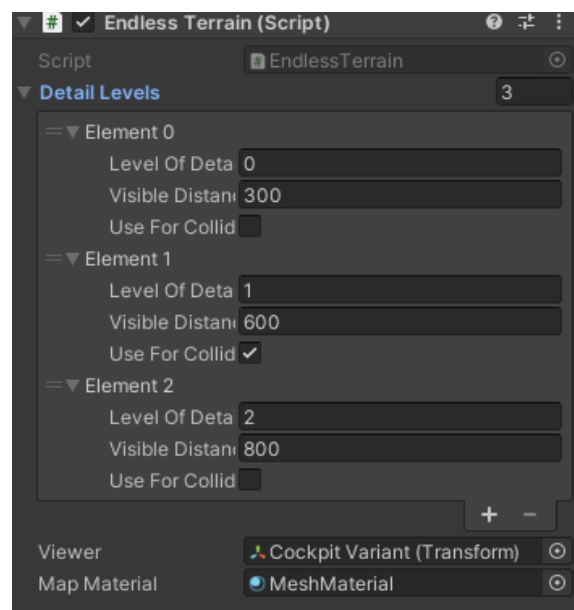 Endless Terrain (Script)
Script EndlessTerrain
Detail Levels 3
Element 0
Level Of Deta 0
Visible Distan 300
Use For Collid
Element 1
Level Of Deta 1
Visible Distan 600
Use For Collid
Element 2
Level Of Deta 2
Visible Distan 800
Use For Collid
+ -
Viewer Cockpit Variant (Transform)
Map Material MeshMaterial